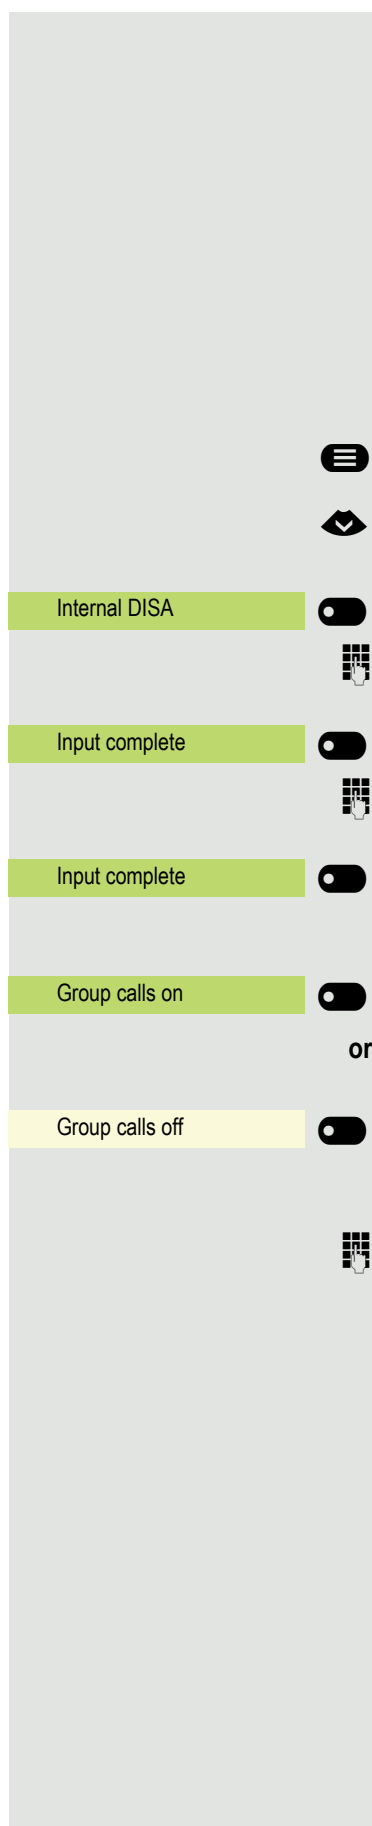 Internal DISA
Input complete
Input complete
Group calls on
or
Group calls off